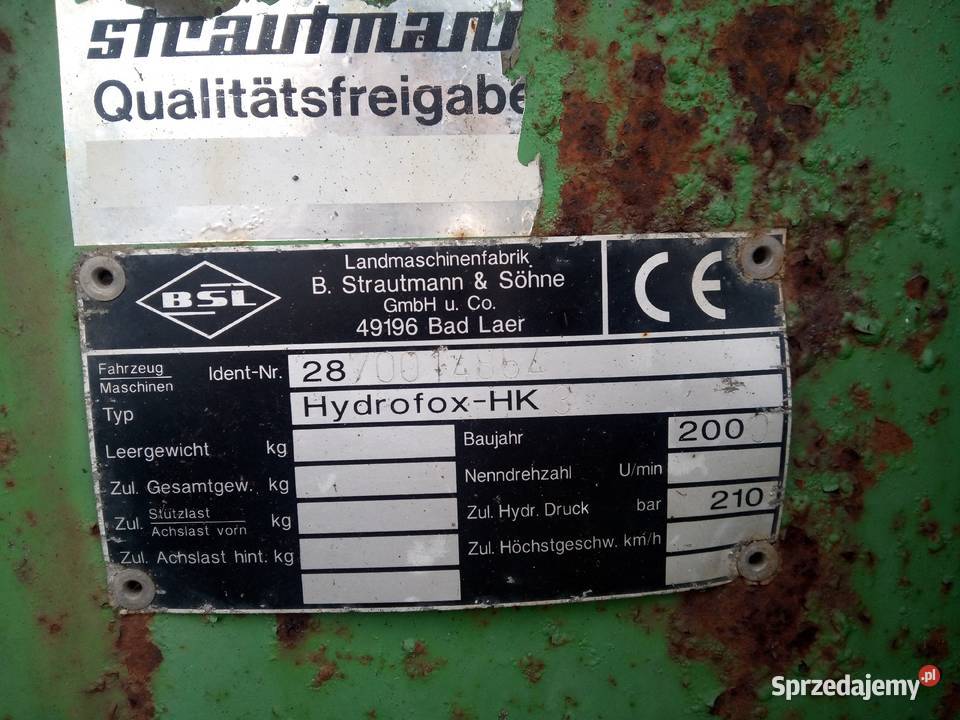 strautmann
Qualitätsfreigabe
BSL
Landmaschinenfabrik
B. Strautmann & Söhne
GmbH u. Co.
49196 Bad Laer
CE
Fahrzeug
Maschinen
Ident-Nr. 28
Typ Hydrofox-HK
Leergewicht kg
Zul. Gesamtgew. kg
Zul. Stützlast
Achslast vorn kg
Zul. Achslast hint. kg
Baujahr 200
Nenndrehzahl U/min
Zul. Hydr. Druck bar 210
Zul. Höchstgeschw. km/h
Sprzedajemy.pl